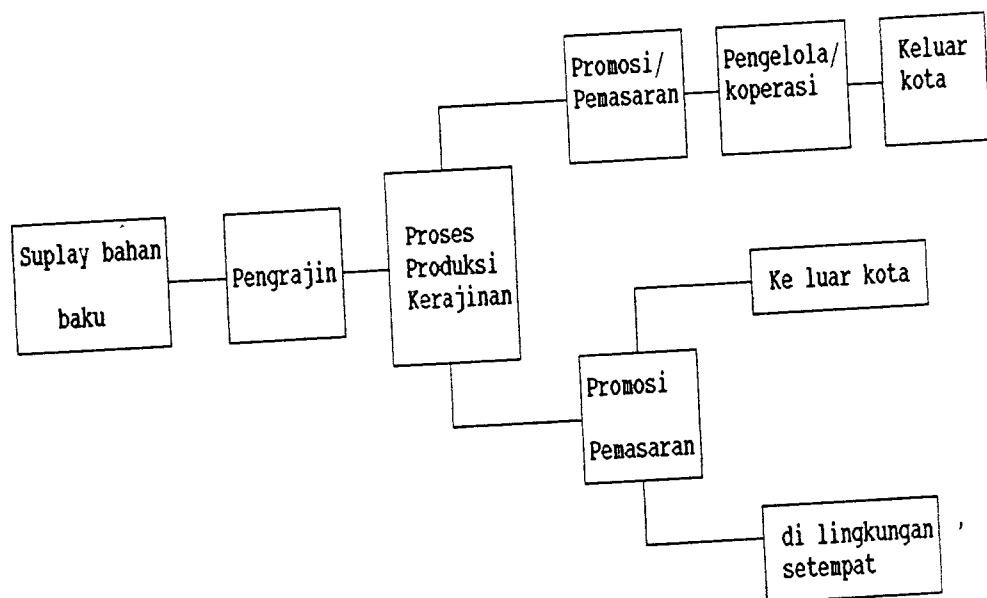 Promosi/
Pemasaran
Pengelola/
koperasi
Keluar
kota
Suplay bahan
baku
Pengrajin
Proses
Produksi
Kerajinan
Ke luar kota
Promosi
Pemasaran
di lingkungan
setempat